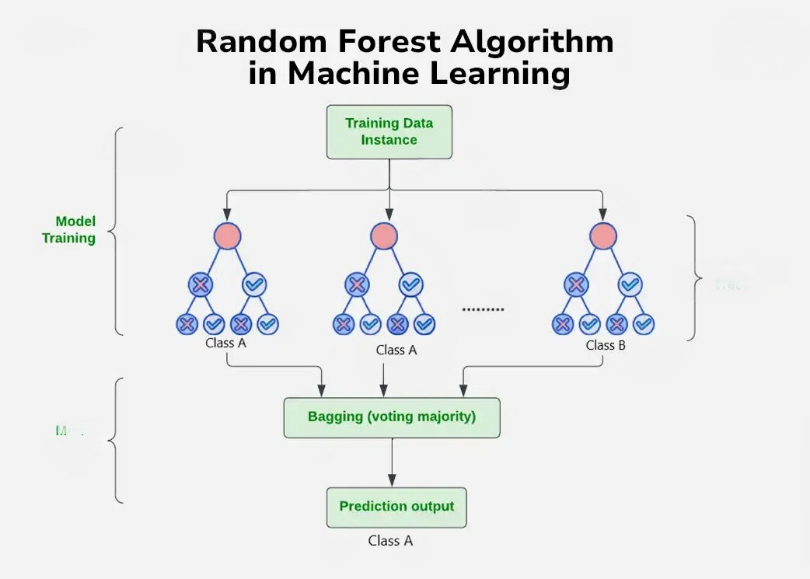 Random Forest Algorithm
in Machine Learning
Training Data
Instance
Model
Training
.........
Class A
Class A
Class B
Bagging (voting majority)
Prediction output
Class A